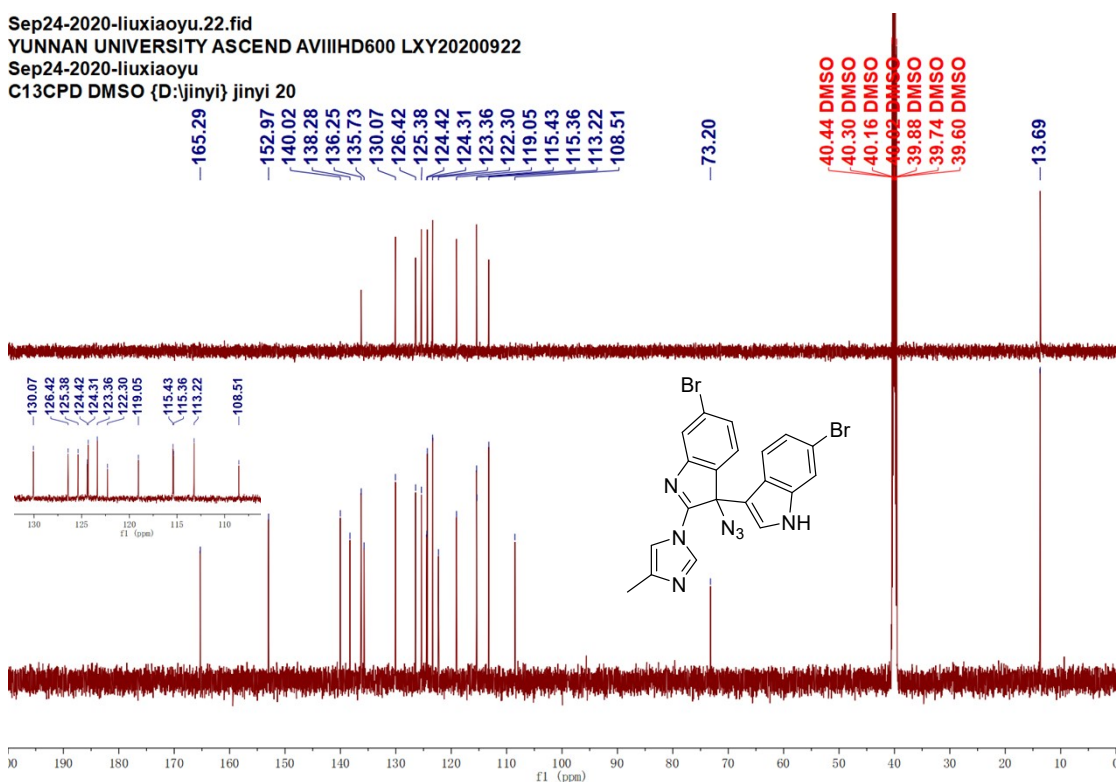 Sep24-2020-liuxiaoyu.22.fid
YUNNAN UNIVERSITY ASCEND AVIIIHD600 LXY20200922
Sep24-2020-liuxiaoyu
C13CPD DMSO {D:\jinyi} jinyi 20
165.29
152.97
140.02
138.28
136.25
135.73
130.07
126.42
125.38
124.42
124.31
123.36
122.30
119.05
115.43
115.36
113.22
108.51
73.20
40.44 DMSO
40.30 DMSO
40.16 DMSO
40.02 DMSO
39.88 DMSO
39.74 DMSO
39.60 DMSO
13.69
130.07
126.42
125.38
124.42
124.31
123.36
122.30
119.05
115.43
115.36
113.22
108.51
130 125 120 115 110
f1 (ppm)
Br
Br
N
N3
NH
N
N
Me
00 190 180 170 160 150 140 130 120 110 100 90 80 70 60 50 40 30 20 10 0
f1 (ppm)